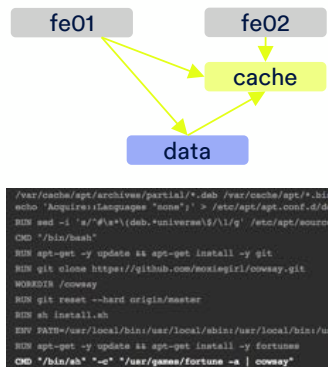 fe01 fe02
cache
data
/var/cache/apt/archives/partial/*.deb /var/cache/apt/*.bi
echo 'Acquire::Languages "none";' > /etc/apt/apt.conf.d/d
RUN sed -i 's/^#\s*\(deb.*universe\$/\1/g' /etc/apt/sourc
CMD "/bin/bash"
RUN apt-get -y update && apt-get install -y git
RUN git clone https://github.com/moxiegirl/cowsay.git
WORKDIR /cowsay
RUN git reset --hard origin/master
RUN sh install.sh
ENV PATH=/usr/local/bin:/usr/local/sbin:/usr/local/bin:/u
RUN apt-get -y update && apt-get install -y fortunes
CMD "/bin/sh" "-c" "/usr/games/fortune -a | cowsay"